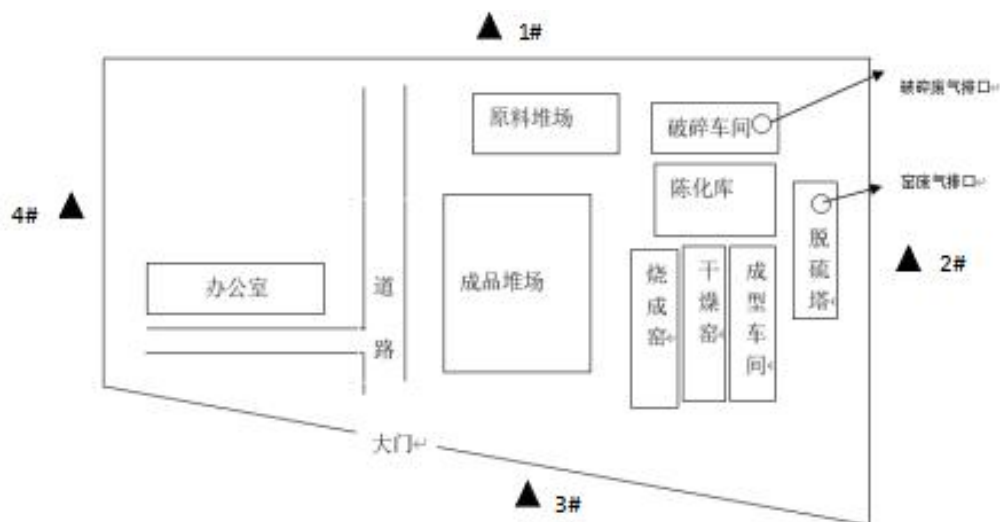 1#
破碎废气排口
原料堆场
破碎车间
陈化库
窑废气排口
4#
脱硫塔
2#
办公室
道路
成品堆场
烧成窑
干燥窑
成型车间
大门
3#